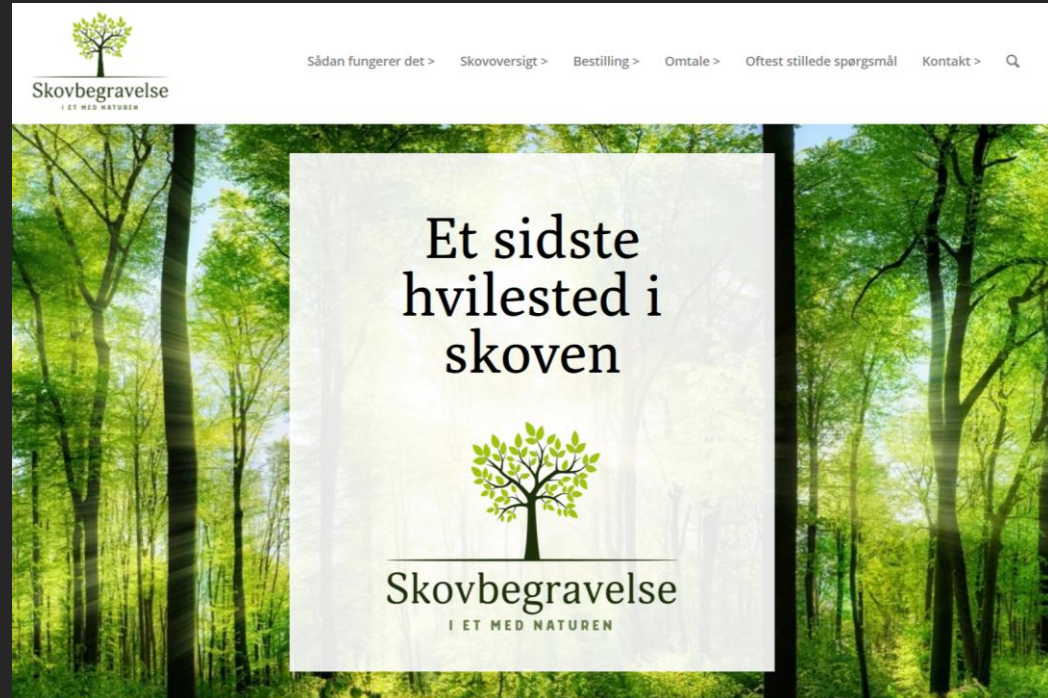 Skovbegravelse
I ET MED NATUREN
Sådan fungerer det > Skovoversigt > Bestilling > Omtale > Oftest stillede spørgsmål Kontakt >
Et sidste
hvilested i
skoven
Skovbegravelse
I ET MED NATUREN